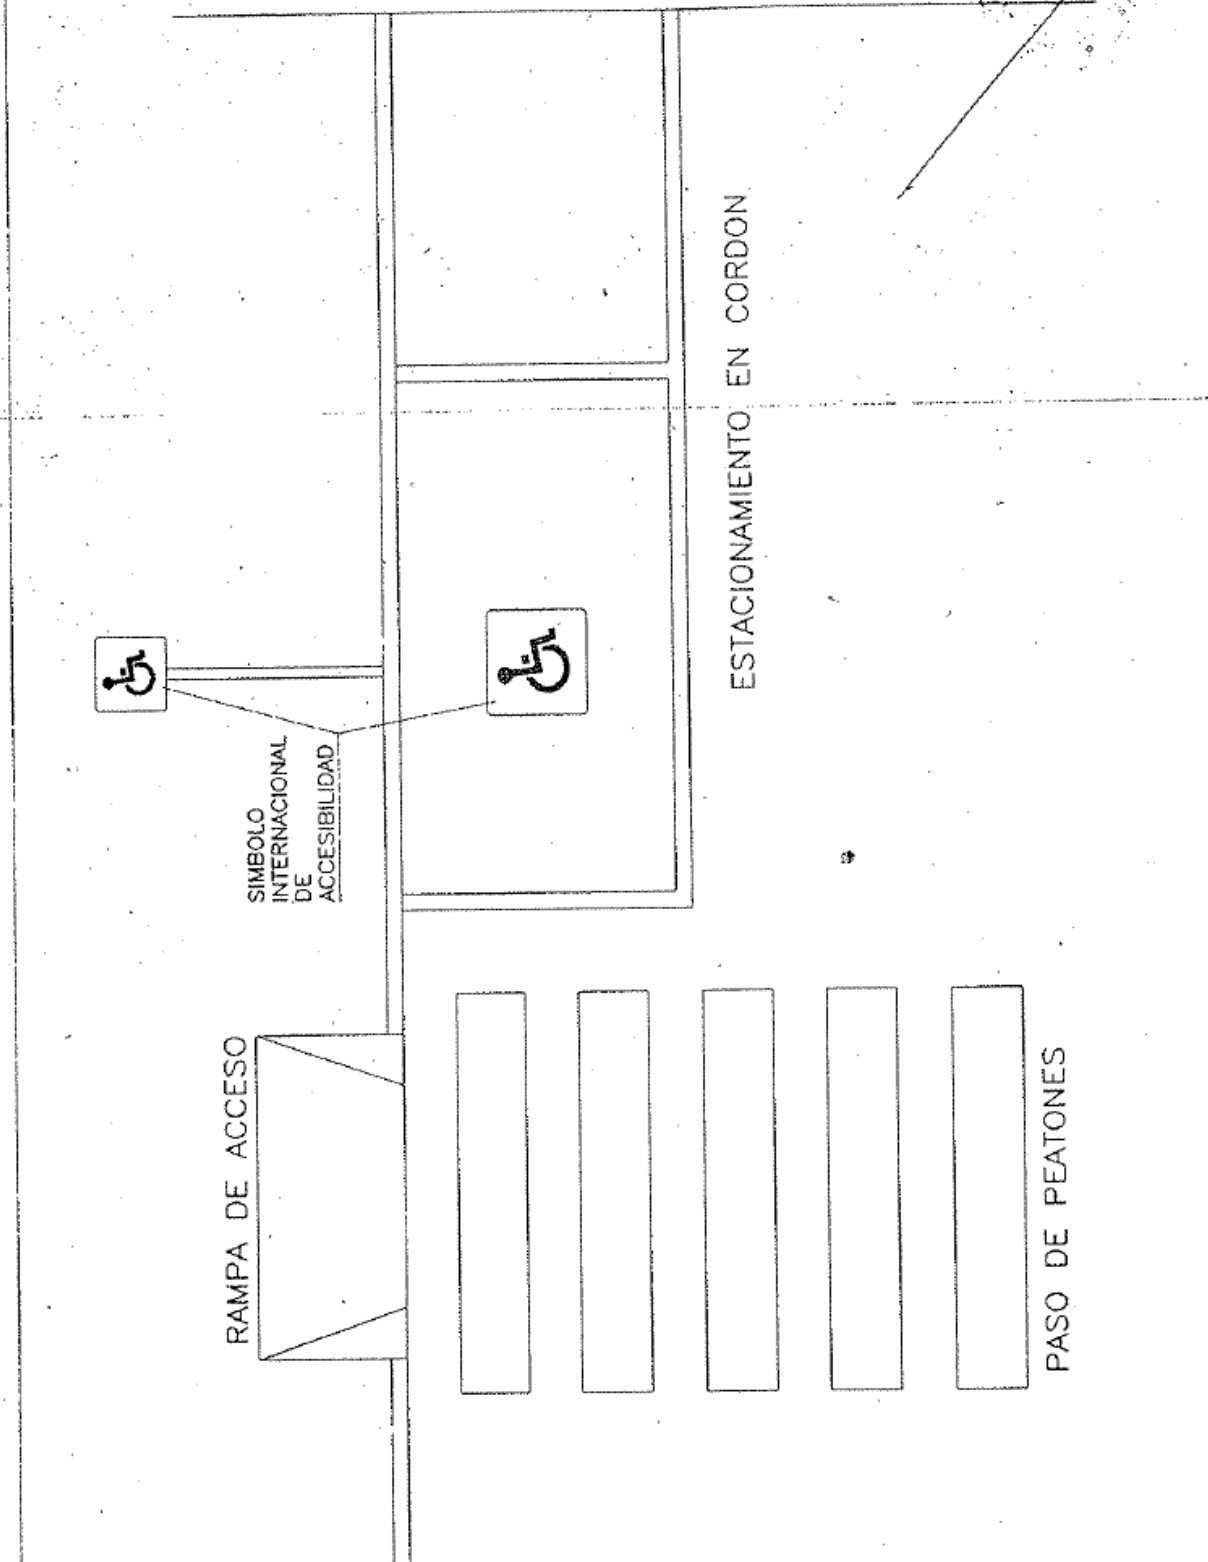 SIMBOLO
INTERNACIONAL
DE
ACCESIBILIDAD
RAMPA DE ACCESO
ESTACIONAMIENTO EN CORDON
PASO DE PEATONES